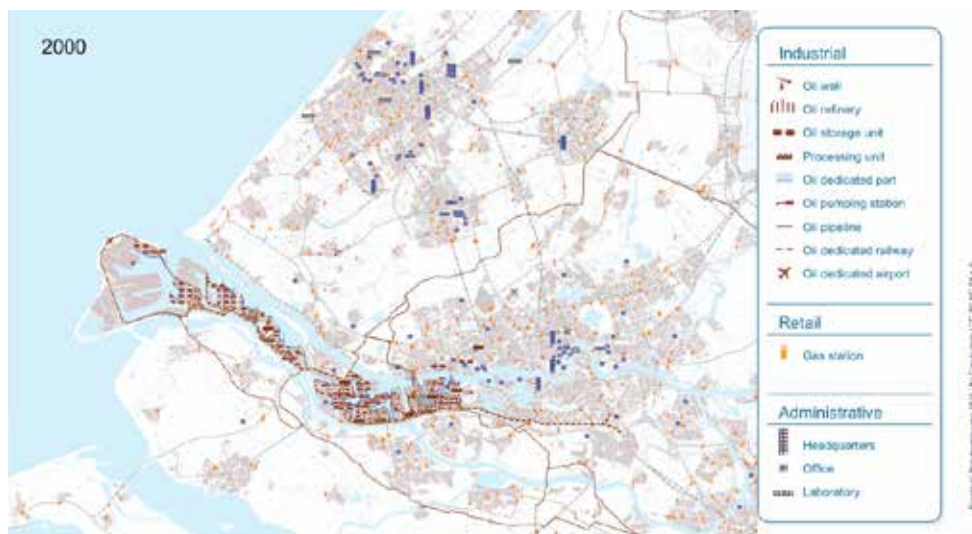 2000
Industrial
Oil well
Oil refinery
Oil storage unit
Processing unit
Oil dedicated port
Oil pumping station
Oil pipeline
Oil dedicated railway
Oil dedicated airport
Retail
Gas station
Administrative
Headquarters
Office
Laboratory